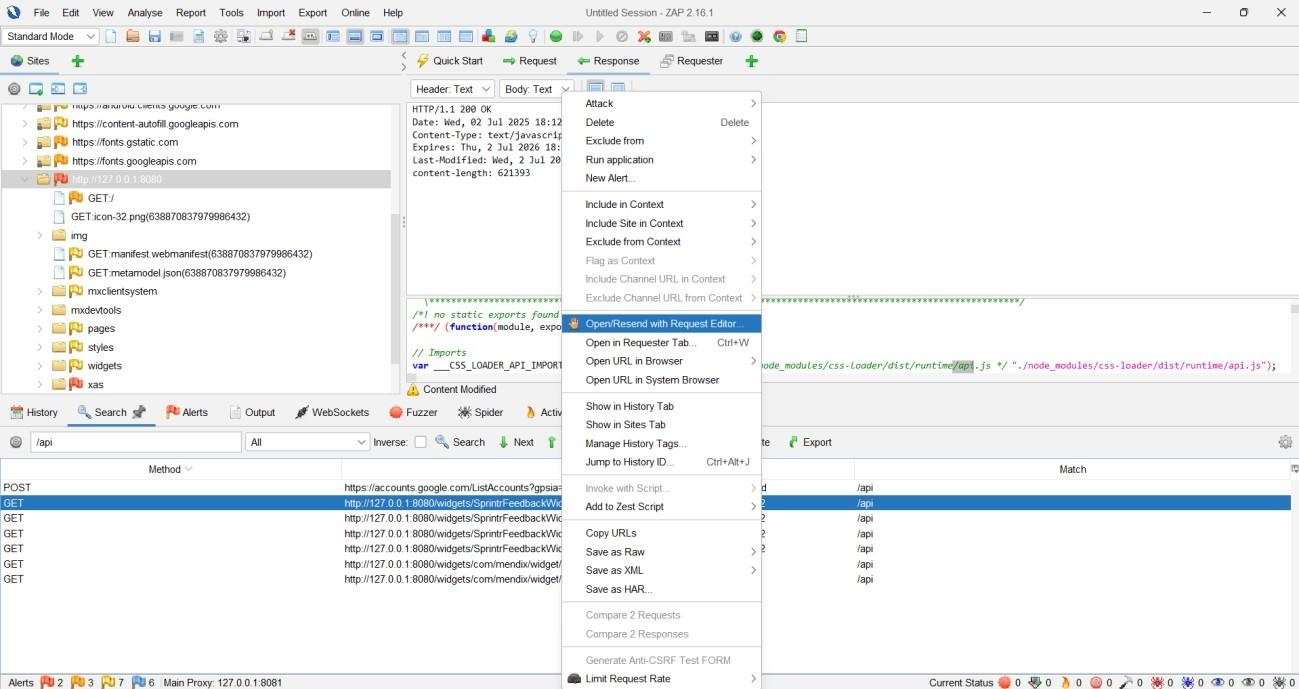 File Edit View Analyse Report Tools Import Export Online Help Untitled Session - ZAP 2.16.1
Standard Mode
Sites Quick Start Request Response Requester
Header: Text Body: Text
https://android.clients.google.com
https://content-autofill.googleapis.com
https://fonts.gstatic.com
https://fonts.googleapis.com
http://127.0.0.1:8080
GET:/
GET:icon-32.png(638870837979986432)
img
GET:manifest.webmanifest(638870837979986432)
GET:metamodel.json(638870837979986432)
mxclientsystem
mxdevtools
pages
styles
widgets
xas
HTTP/1.1 200 OK
Date: Wed, 02 Jul 2025 18:12
Content-Type: text/javascrip
Expires: Thu, 2 Jul 2026 18:
Last-Modified: Wed, 2 Jul 20
content-length: 621393
/*! no static exports found
/***/ (function(module, expo
// Imports
var ___CSS_LOADER_API_IMPORT ode_modules/css-loader/dist/runtime/api.js */ "./node_modules/css-loader/dist/runtime/api.js");
Content Modified
Attack
Delete Delete
Exclude from
Run application
New Alert...
Include in Context
Include Site in Context
Exclude from Context
Flag as Context
Include Channel URL in Context
Exclude Channel URL from Context
Open/Resend with Request Editor...
Open in Requester Tab... Ctrl+W
Open URL in Browser
Open URL in System Browser
Show in History Tab
Show in Sites Tab
Manage History Tags...
Jump to History ID... Ctrl+Alt+J
Invoke with Script...
Add to Zest Script
Copy URLs
Save as Raw
Save as XML
Save as HAR...
Compare 2 Requests
Compare 2 Responses
Generate Anti-CSRF Test FORM
Limit Request Rate
History Search Alerts Output WebSockets Fuzzer Spider Activ
/api All Inverse: Search Next te Export
Method Match
POST https://accounts.google.com/ListAccounts?gpsia= d /api
GET http://127.0.0.1:8080/widgets/SprintrFeedbackWid 2 /api
GET http://127.0.0.1:8080/widgets/SprintrFeedbackWid 2 /api
GET http://127.0.0.1:8080/widgets/SprintrFeedbackWid 2 /api
GET http://127.0.0.1:8080/widgets/SprintrFeedbackWid 2 /api
GET http://127.0.0.1:8080/widgets/com/mendix/widget/ /api
GET http://127.0.0.1:8080/widgets/com/mendix/widget/ /api
Alerts 2 3 7 6 Main Proxy: 127.0.0.1:8081 Current Status 0 0 0 0 0 0 0 0 0 0